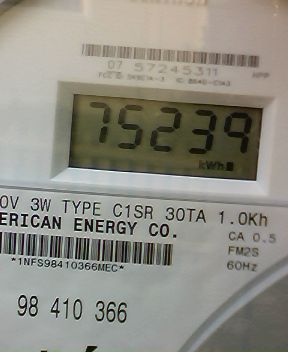 07 57245311
75239
kWh
0V 3W TYPE C1SR 30TA 1.0Kh
ERICAN ENERGY CO.
CA 0.5
FM2S
60Hz
*1NFS98410366MEC*
98 410 366